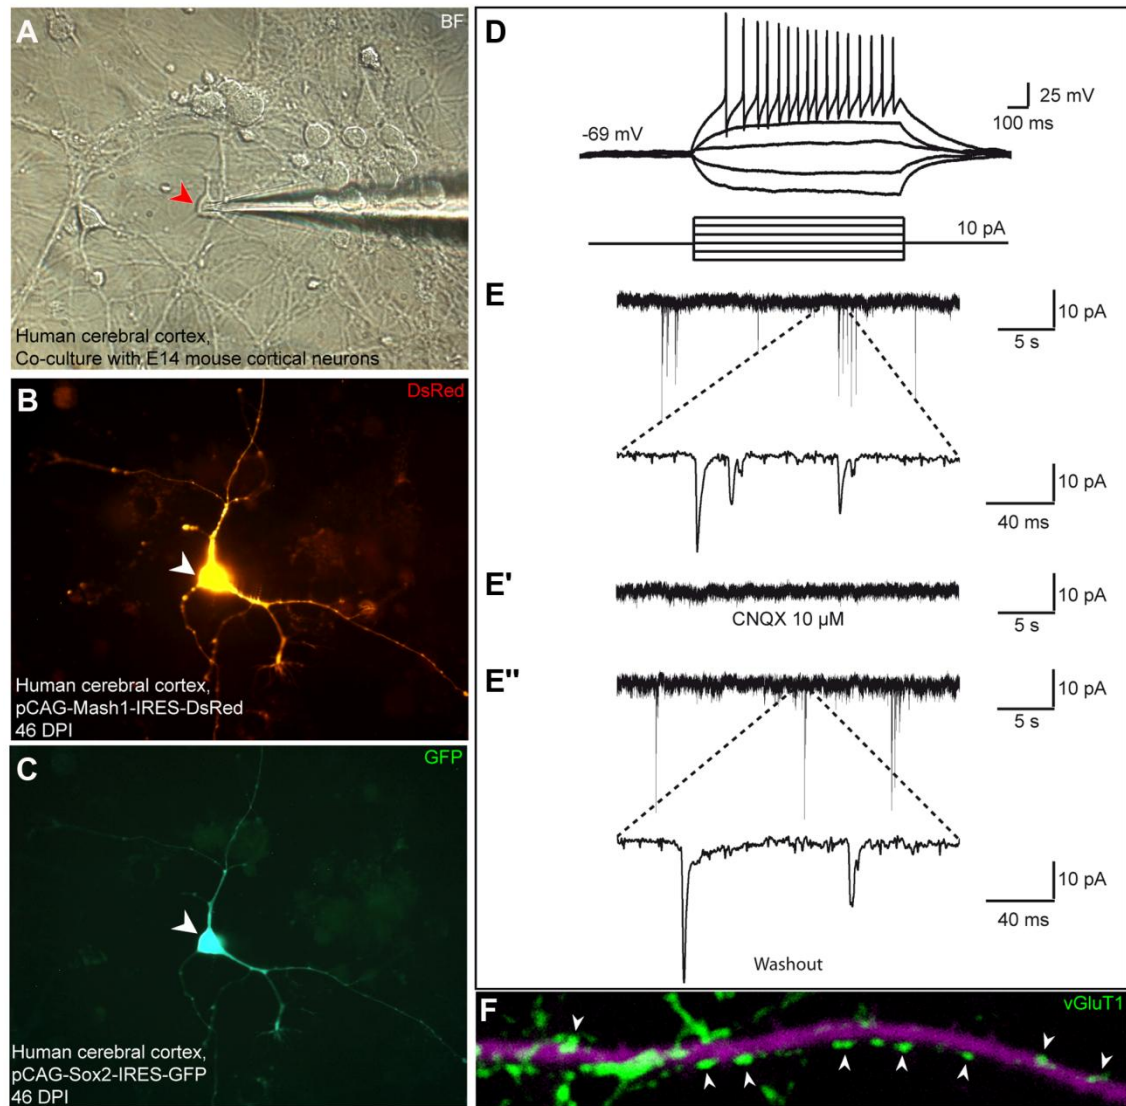 A
BF
Human cerebral cortex,
Co-culture with E14 mouse cortical neurons
B
DsRed
Human cerebral cortex,
pCAG-Mash1-IRES-DsRed
46 DPI
C
GFP
Human cerebral cortex,
pCAG-Sox2-IRES-GFP
46 DPI
D
25 mV
100 ms
-69 mV
10 pA
E
10 pA
5 s
10 pA
40 ms
E'
10 pA
CNQX 10 µM
5 s
E''
10 pA
5 s
10 pA
40 ms
Washout
F
vGluT1